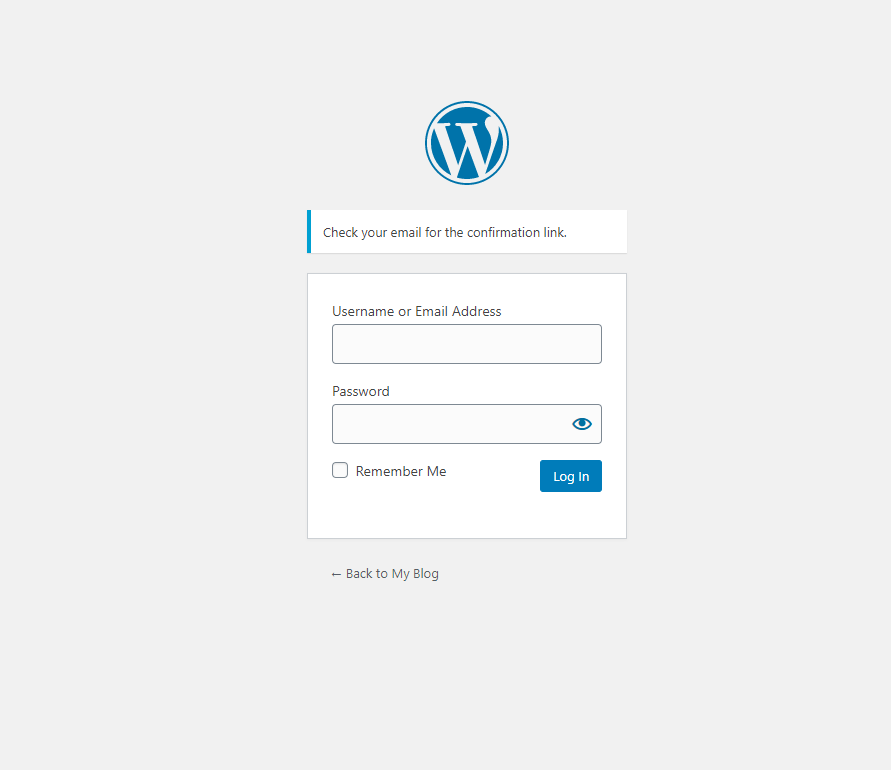 Check your email for the confirmation link.
Username or Email Address
Password
Remember Me
Log In
← Back to My Blog